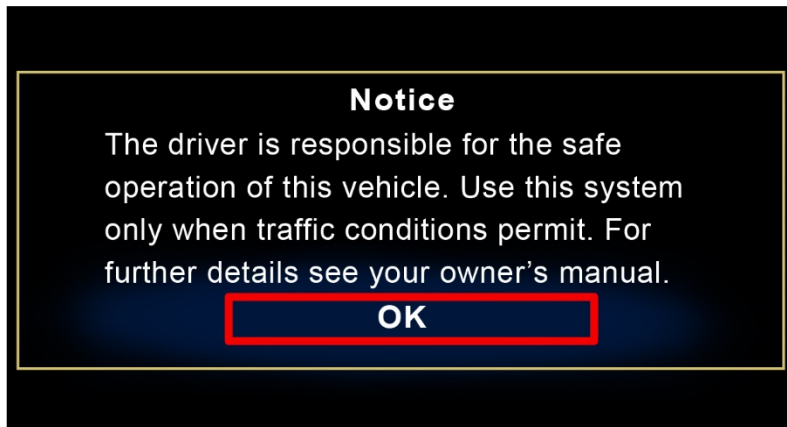 Notice
The driver is responsible for the safe
operation of this vehicle. Use this system
only when traffic conditions permit. For
further details see your owner’s manual.
OK